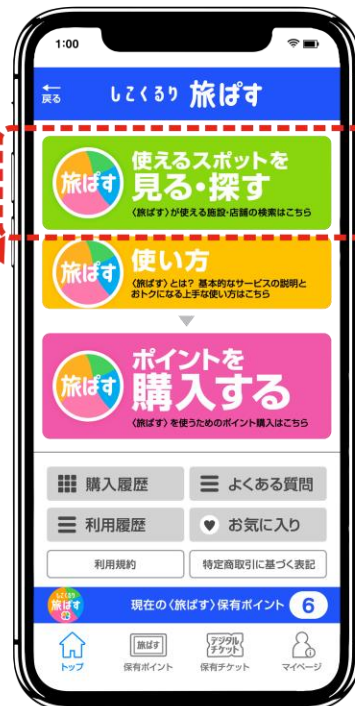 1:00
戻る
しこくるり 旅ぱす
旅ぱす
使えるスポットを
見る・探す
〈旅ぱす〉が使える施設・店舗の検索はこちら
旅ぱす
使い方
〈旅ぱす〉とは? 基本的なサービスの説明と
おトクになる上手な使い方はこちら
旅ぱす
ポイントを
購入する
〈旅ぱす〉を使うためのポイント購入はこちら
購入履歴
よくある質問
利用履歴
お気に入り
利用規約
特定商取引に基づく表記
しこくるり
旅ぱす
現在の〈旅ぱす〉保有ポイント 6
トップ
旅ぱす
保有ポイント
デジタル
チケット
保有チケット
マイページ